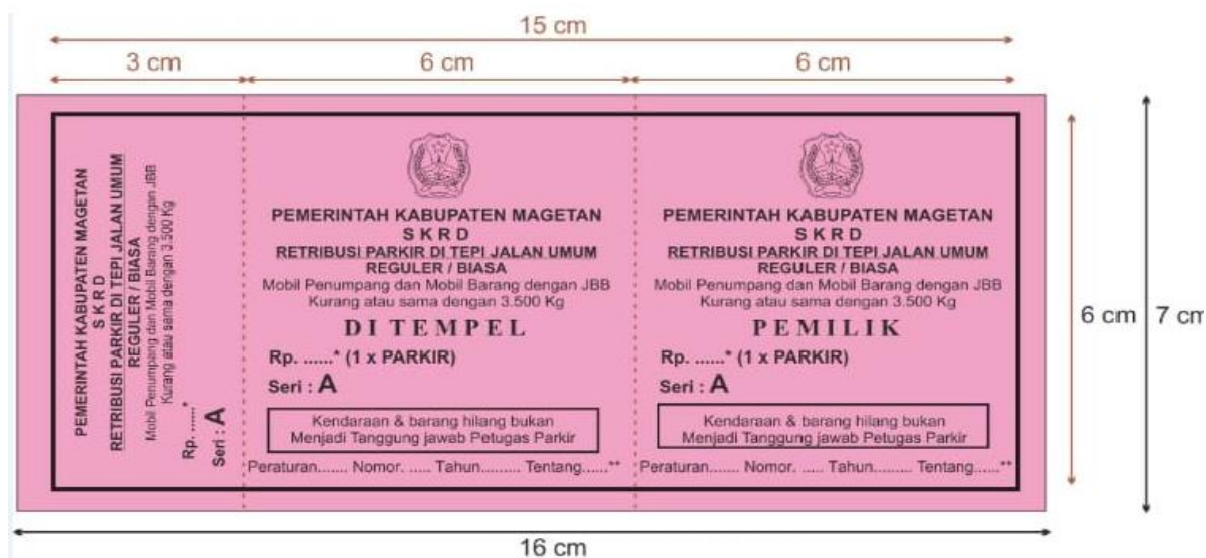 15 cm
3 cm
6 cm
6 cm
PEMERINTAH KABUPATEN MAGETAN
S K R D
RETRIBUSI PARKIR DI TEPI JALAN UMUM
REGULER / BIASA
Mobil Penumpang dan Mobil Barang dengan JBB
Kurang atau sama dengan 3.500 Kg
Rp. ......*
Seri : A
PEMERINTAH KABUPATEN MAGETAN
S K R D
RETRIBUSI PARKIR DI TEPI JALAN UMUM
REGULER / BIASA
Mobil Penumpang dan Mobil Barang dengan JBB
Kurang atau sama dengan 3.500 Kg
DI TEMPEL
Rp. ......* (1 x PARKIR)
Seri : A
Kendaraan & barang hilang bukan
Menjadi Tanggung jawab Petugas Parkir
Peraturan....... Nomor. ..... Tahun......... Tentang......**
PEMERINTAH KABUPATEN MAGETAN
S K R D
RETRIBUSI PARKIR DI TEPI JALAN UMUM
REGULER / BIASA
Mobil Penumpang dan Mobil Barang dengan JBB
Kurang atau sama dengan 3.500 Kg
PEMILIK
Rp. ......* (1 x PARKIR)
Seri : A
Kendaraan & barang hilang bukan
Menjadi Tanggung jawab Petugas Parkir
Peraturan....... Nomor. ..... Tahun......... Tentang......**
6 cm
7 cm
16 cm